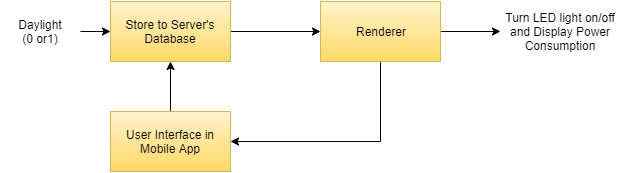 Daylight
(0 or1)
Store to Server's
Database
Renderer
Turn LED light on/off
and Display Power
Consumption
User Interface in
Mobile App